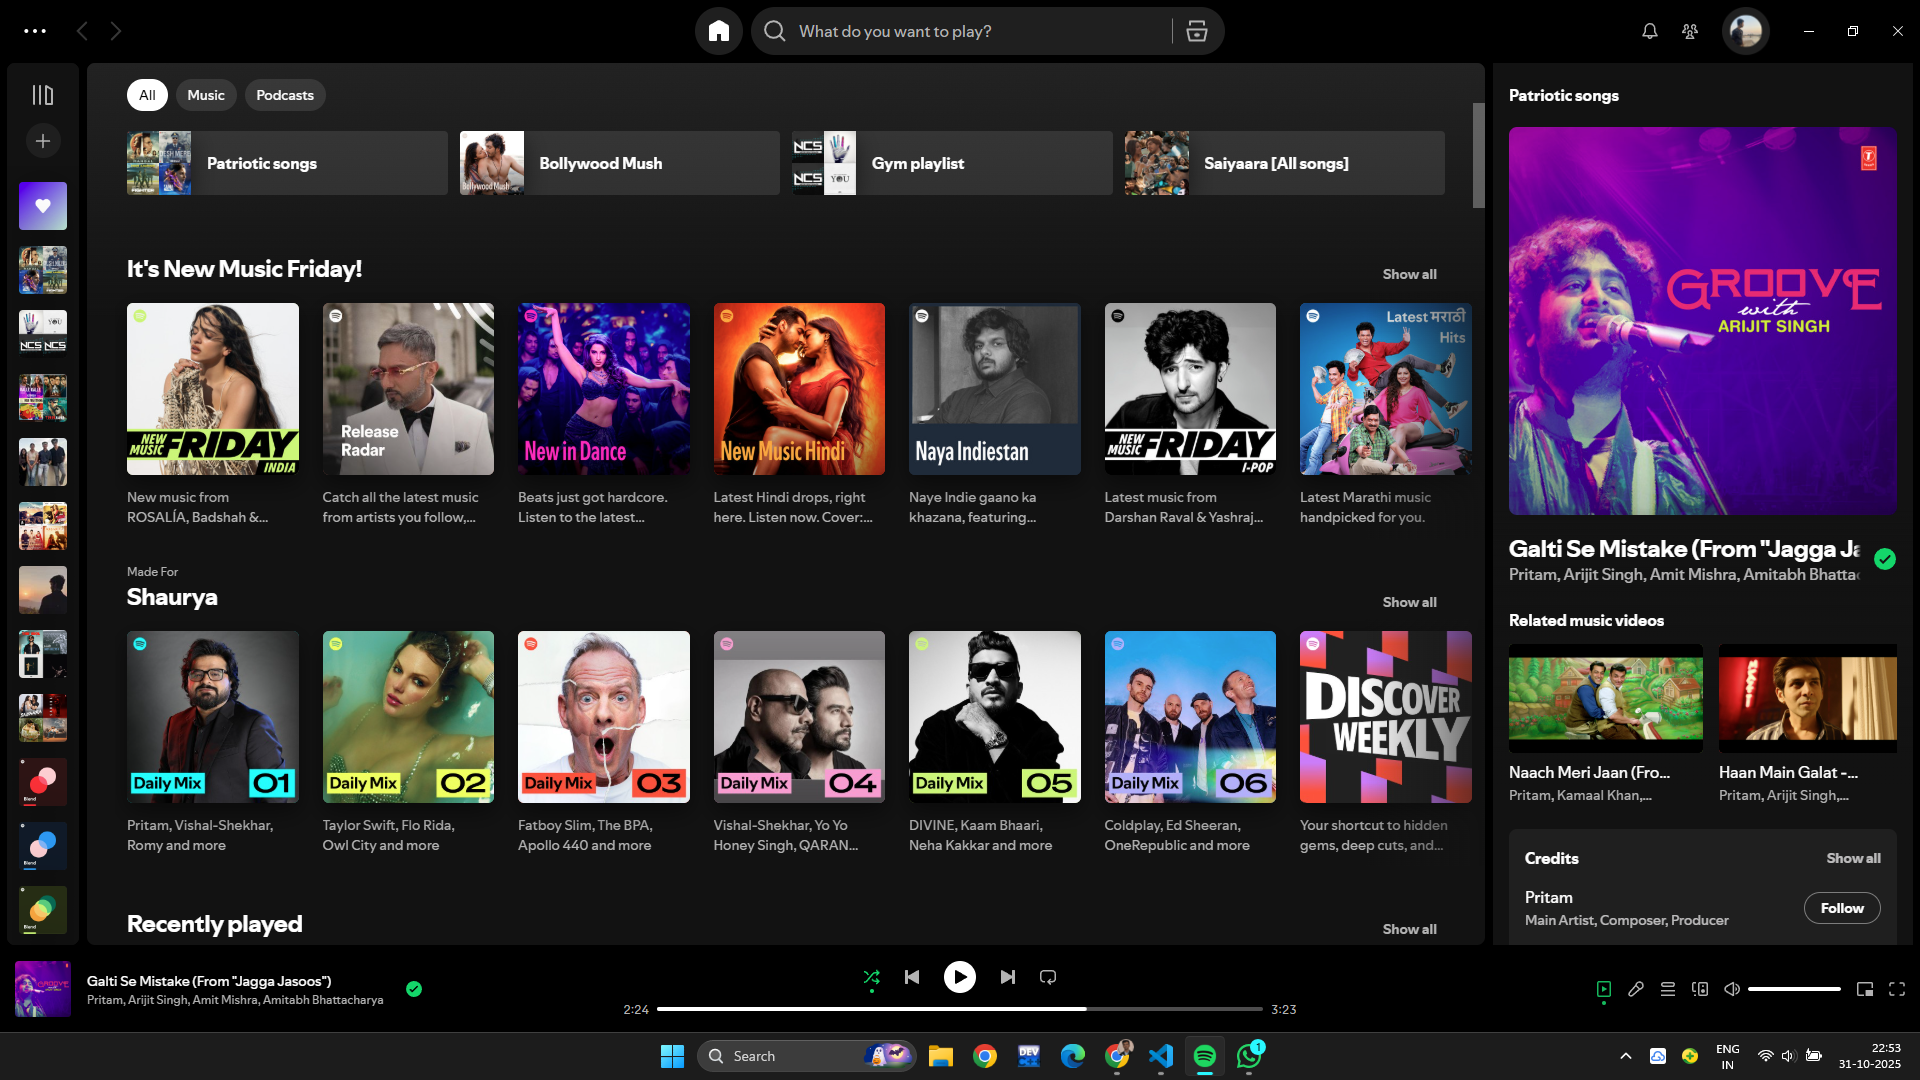 What do you want to play?
All
Music
Podcasts
Patriotic songs
Bollywood Mush
Gym playlist
Saiyaara [All songs]
It's New Music Friday!
Show all
NEW MUSIC FRIDAY INDIA
New music from
ROSALÍA, Badshah &...
Release
Radar
Catch all the latest music
from artists you follow,...
New in Dance
Beats just got hardcore.
Listen to the latest...
New Music Hindi
Latest Hindi drops, right
here. Listen now. Cover:...
Naya Indiestan
Naye Indie gaano ka
khazana, featuring...
NEW MUSIC FRIDAY I-POP
Latest music from
Darshan Raval & Yashraj...
Latest मराठी
Hits
Latest Marathi music
handpicked for you.
Made For
Shaurya
Show all
Daily Mix 01
Pritam, Vishal-Shekhar,
Romy and more
Daily Mix 02
Taylor Swift, Flo Rida,
Owl City and more
Daily Mix 03
Fatboy Slim, The BPA,
Apollo 440 and more
Daily Mix 04
Vishal-Shekhar, Yo Yo
Honey Singh, QARAN...
Daily Mix 05
DIVINE, Kaam Bhaari,
Neha Kakkar and more
Daily Mix 06
Coldplay, Ed Sheeran,
OneRepublic and more
DISCOVER
WEEKLY
Your shortcut to hidden
gems, deep cuts, and...
Recently played
Show all
Patriotic songs
GROOVE
with
ARIJIT SINGH
Galti Se Mistake (From "Jagga Ja
Pritam, Arijit Singh, Amit Mishra, Amitabh Bhattac
Related music videos
Naach Meri Jaan (Fro...
Pritam, Kamaal Khan,...
Haan Main Galat -...
Pritam, Arijit Singh,...
Credits
Show all
Pritam
Main Artist, Composer, Producer
Follow
Galti Se Mistake (From "Jagga Jasoos")
Pritam, Arijit Singh, Amit Mishra, Amitabh Bhattacharya
2:24
3:23
Search
DEV
1
ENG
IN
22:53
31-10-2025